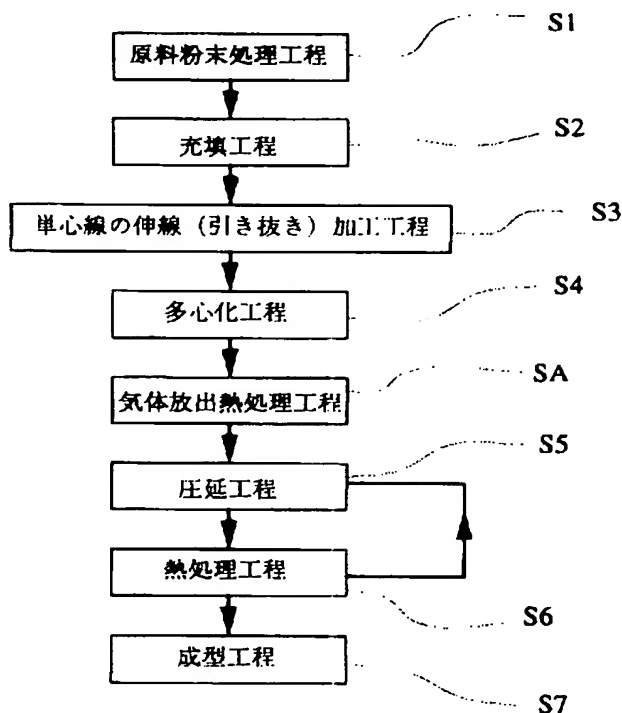 原料粉末処理工程 S1
充填工程 S2
単心線の伸線（引き抜き）加工工程 S3
多心化工程 S4
気体放出熱処理工程 SA
圧延工程 S5
熱処理工程 S6
成型工程 S7